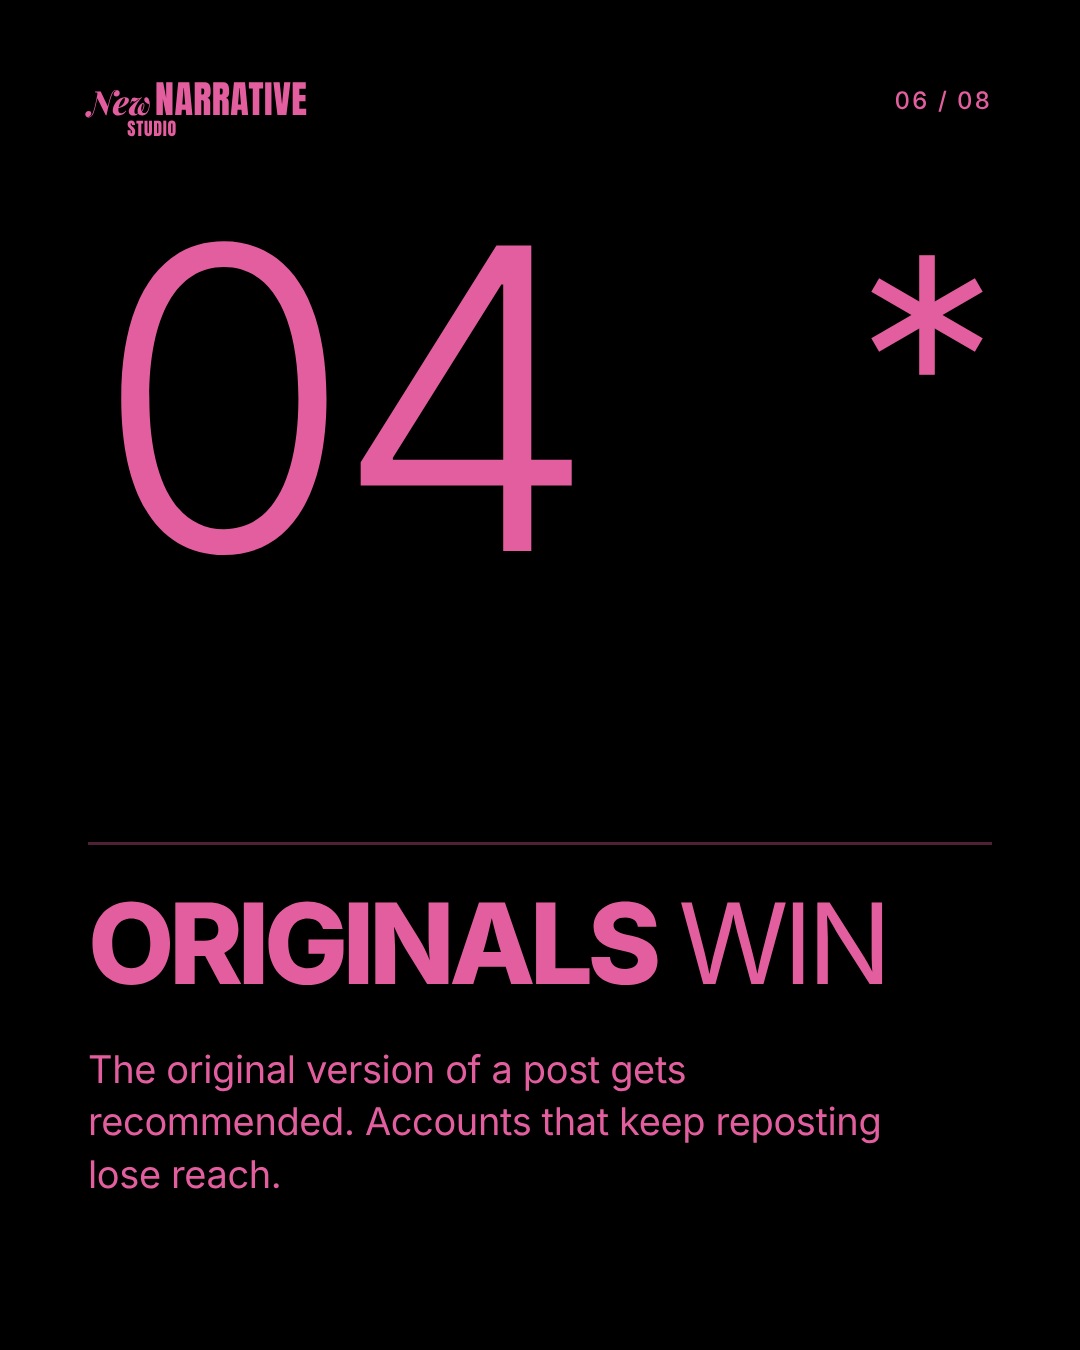 New NARRATIVE
STUDIO
06 / 08
04 *
ORIGINALS WIN
The original version of a post gets
recommended. Accounts that keep reposting
lose reach.